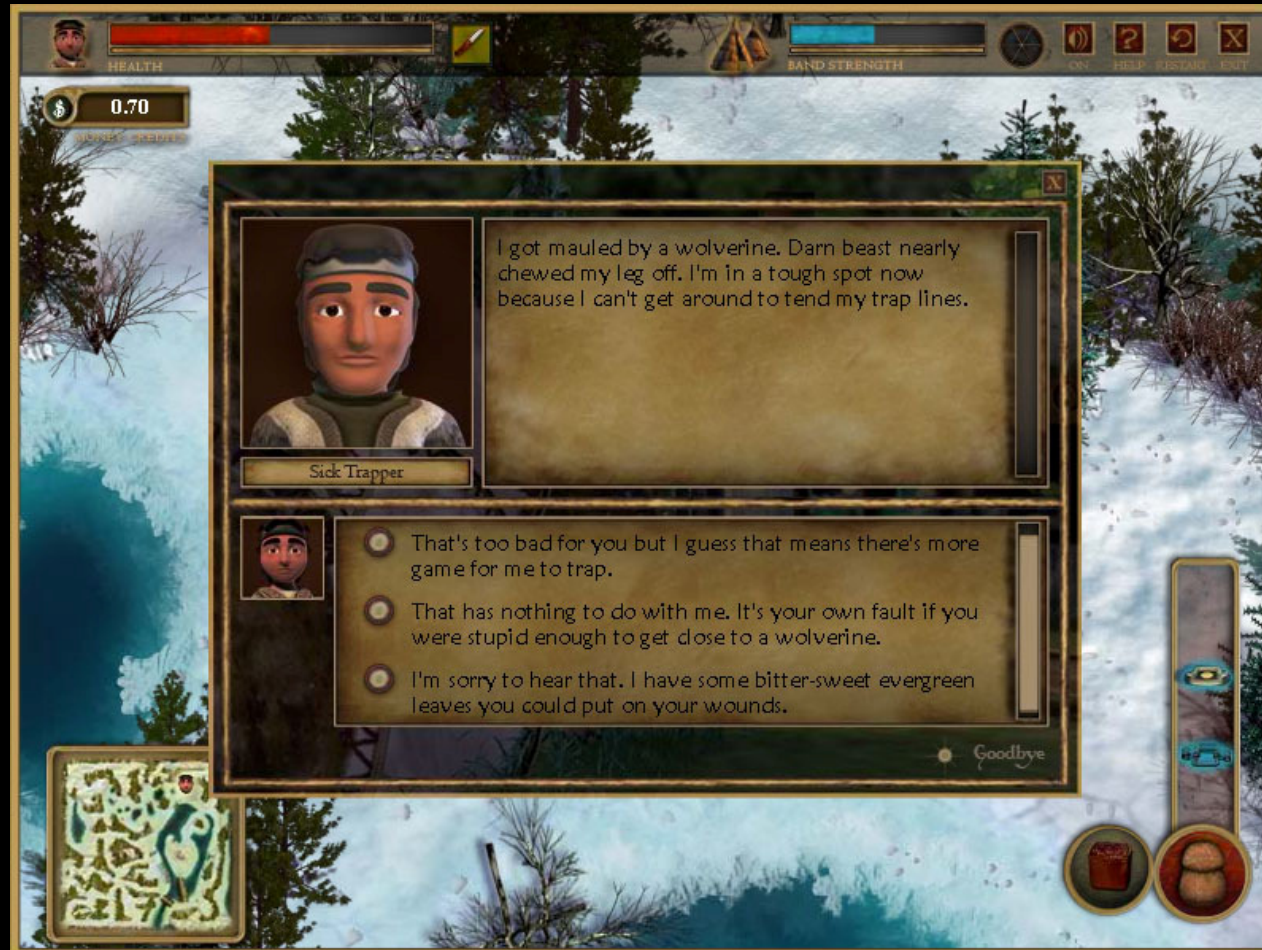 HEALTH
BAND STRENGTH
ON HELP RESTART EXIT
0.70
I got mauled by a wolverine. Darn beast nearly
chewed my leg off. I'm in a tough spot now
because I can't get around to tend my trap lines.
Sick Trapper
That's too bad for you but I guess that means there's more
game for me to trap.
That has nothing to do with me. It's your own fault if you
were stupid enough to get close to a wolverine.
I'm sorry to hear that. I have some bitter-sweet evergreen
leaves you could put on your wounds.
Goodbye